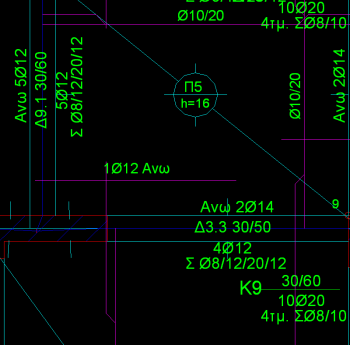 10Ø20
Ø10/20
4τμ. ΣØ8/10
Ανω 5Ø12
Δ9.1 30/60
5Ø12
Σ Ø8/12/20/12
Π5
h=16
Ø10/20
Ανω 2Ø14
1Ø12 Ανω
Ανω 2Ø14
9
Δ3.3 30/50
4Ø12
Σ Ø8/12/20/12
K9
30/60
10Ø20
4τμ. ΣØ8/10